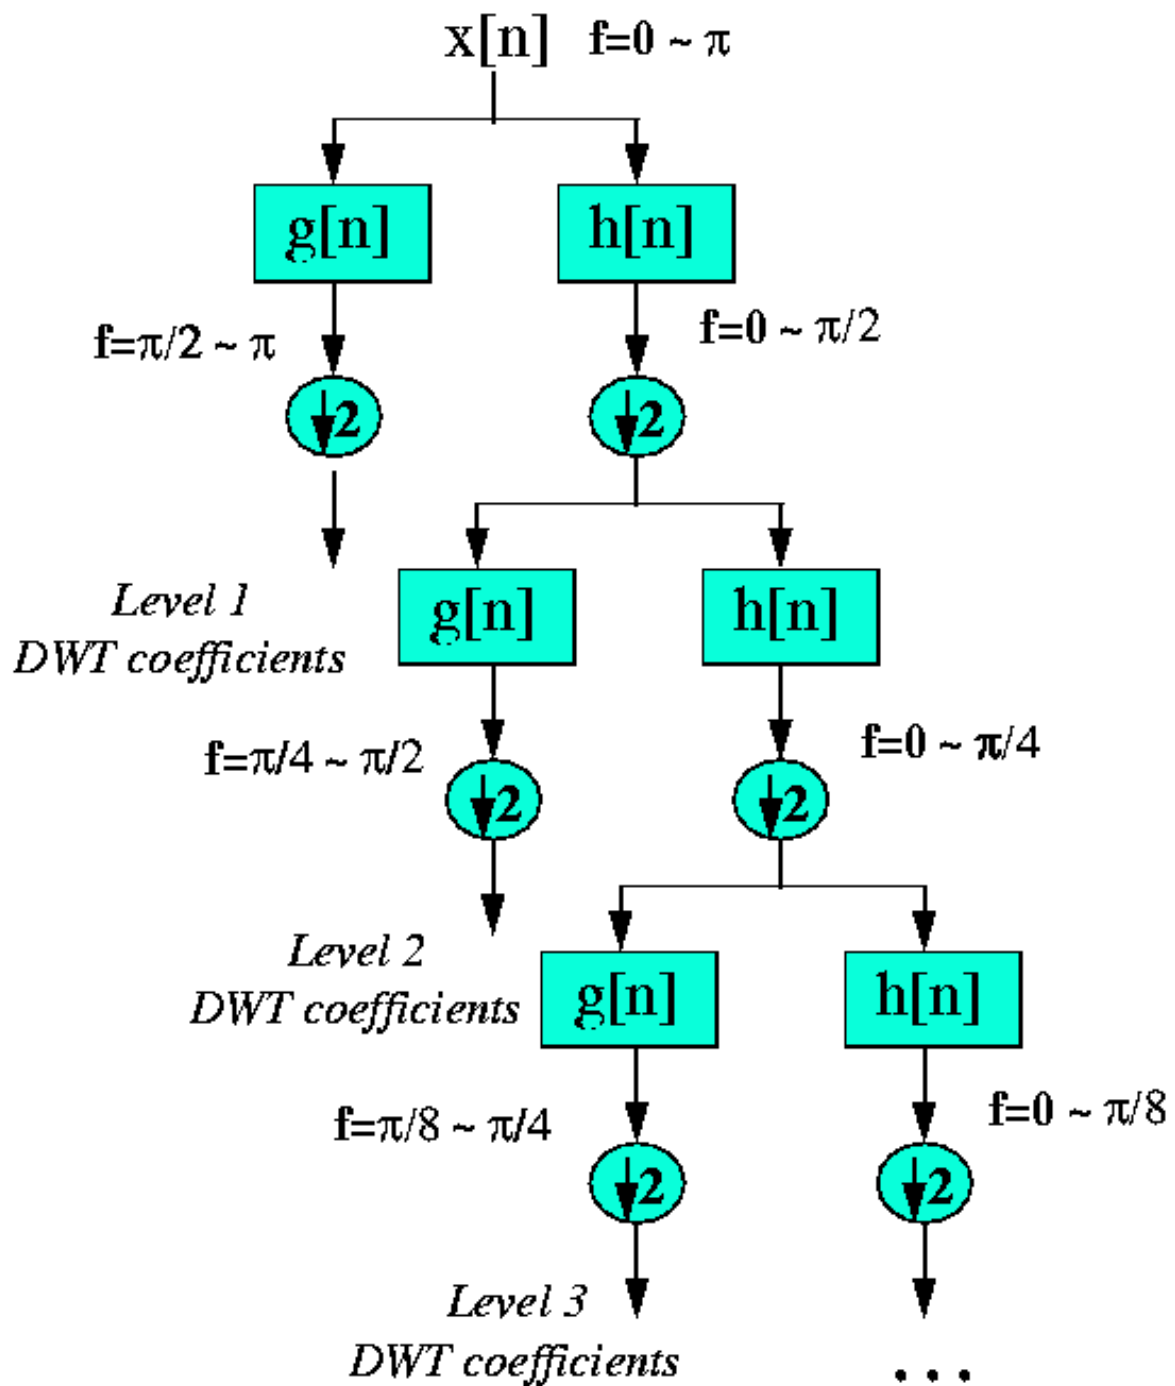 x[n] f=0 ~ π
g[n] h[n]
f=π/2 ~ π f=0 ~ π/2
2 2
Level 1
DWT coefficients
g[n] h[n]
f=π/4 ~ π/2 f=0 ~ π/4
2 2
Level 2
DWT coefficients
g[n] h[n]
f=π/8 ~ π/4 f=0 ~ π/8
2 2
Level 3
DWT coefficients
...